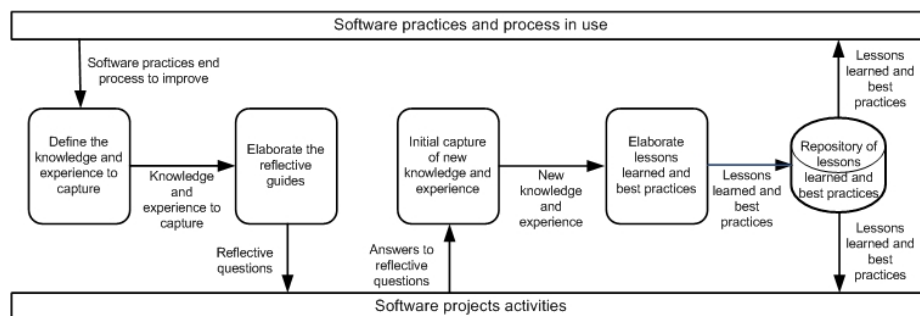 Software practices and process in use
Software practices end
process to improve
Define the
knowledge and
experience to
capture
Knowledge
and
experience to
capture
Elaborate the
reflective
guides
Reflective
questions
Initial capture
of new
knowledge and
experience
Answers to
reflective
questions
New
knowledge
and
experience
Elaborate
lessons
learned and
best practices
Lessons
learned and
best
practices
Repository of
lessons
learned and
best practices
Lessons
learned and
best
practices
Lessons
learned and
best
practices
Software projects activities